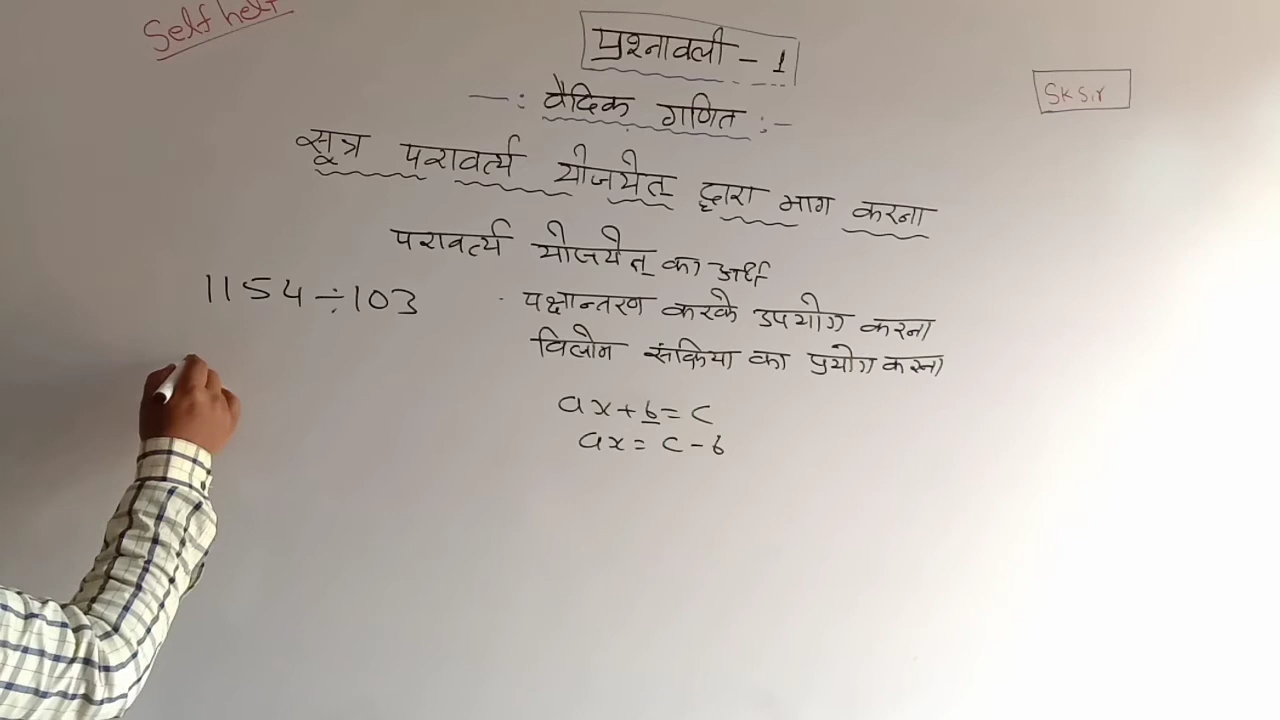 Self help
प्रश्नावली - 1
-: वैदिक गणित :-
SK Sir
सूत्र परावर्त्य योजयेत् द्वारा भाग करना
परावर्त्य योजयेत् का अर्थ
1154 ÷ 103
पक्षान्तरण करके उपयोग करना
विलोम संक्रिया का प्रयोग करना
ax + b = c
ax = c - b